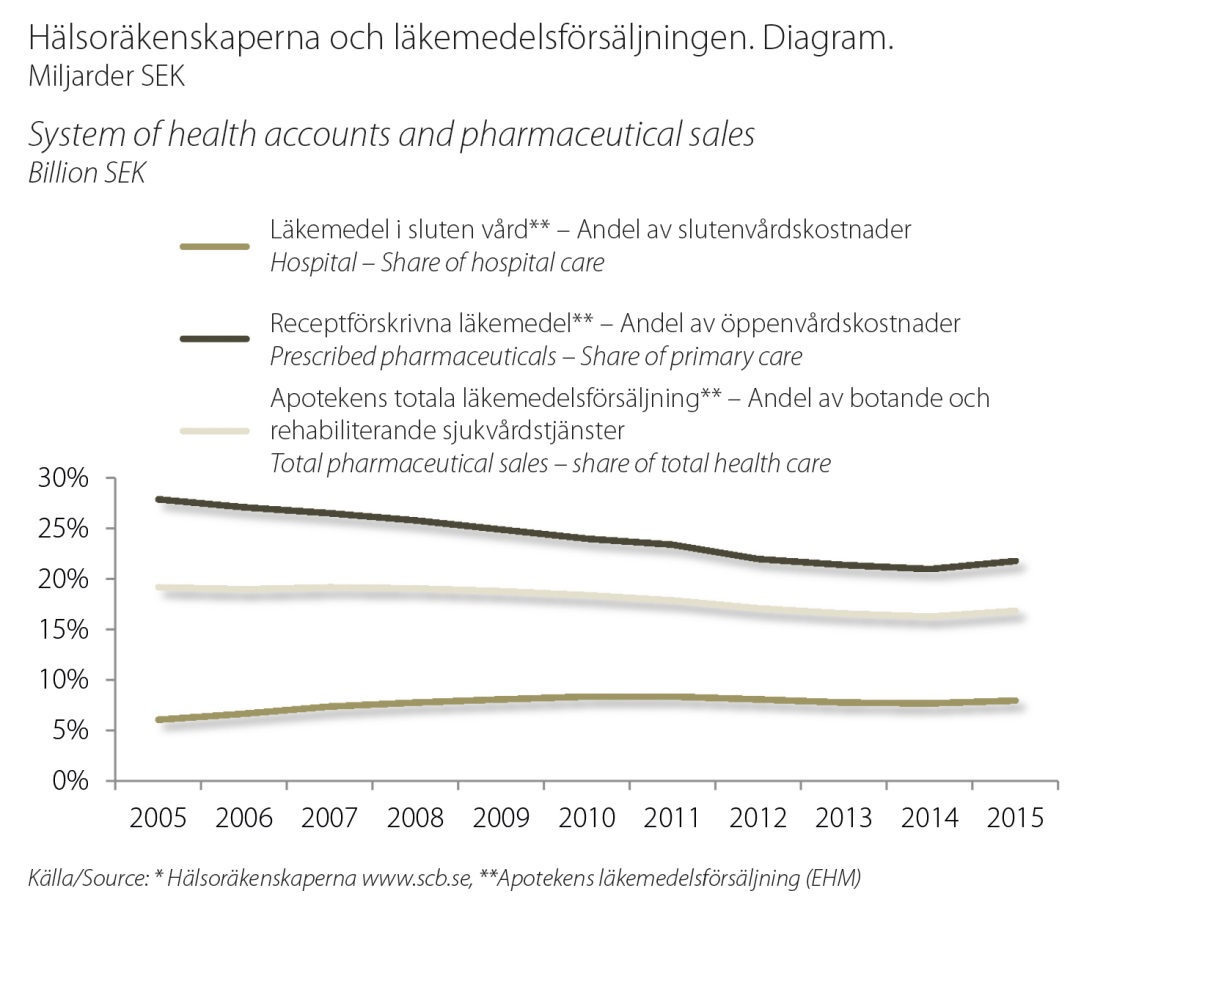 Hälsoräkenskaperna och läkemedelsförsäljningen. Diagram.
Miljarder SEK
System of health accounts and pharmaceutical sales
Billion SEK
Läkemedel i sluten vård** – Andel av slutenvårdskostnader
Hospital – Share of hospital care
Receptförskrivna läkemedel** – Andel av öppenvårdskostnader
Prescribed pharmaceuticals – Share of primary care
Apotekens totala läkemedelsförsäljning** – Andel av botande och
rehabiliterande sjukvårdstjänster
Total pharmaceutical sales – share of total health care
30%
25%
20%
15%
10%
5%
0%
2005 2006 2007 2008 2009 2010 2011 2012 2013 2014 2015
Källa/Source: * Hälsoräkenskaperna www.scb.se, **Apotekens läkemedelsförsäljning (EHM)